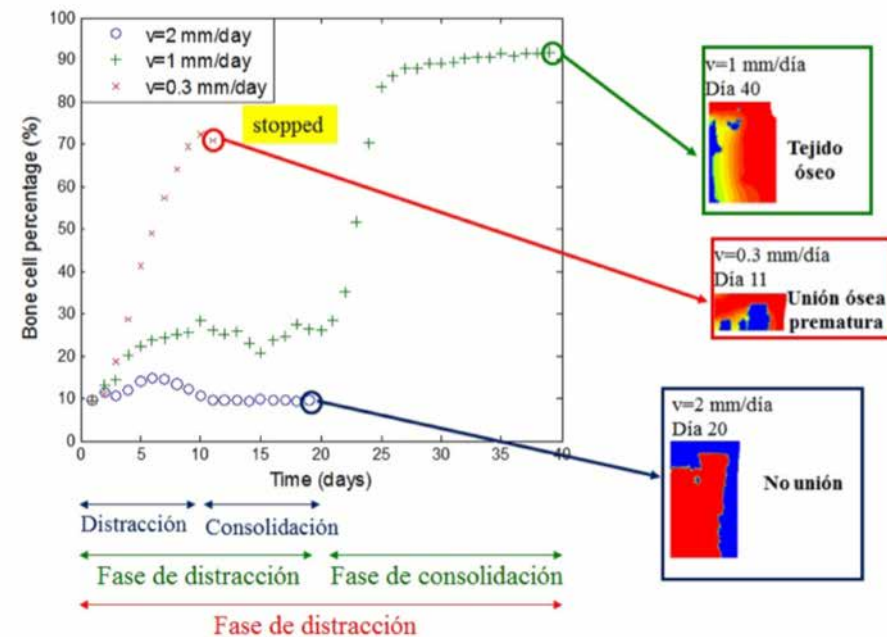 100
90
80
70
60
50
40
30
20
10
0
Bone cell percentage (%)
v=2 mm/day
v=1 mm/day
v=0.3 mm/day
stopped
0 5 10 15 20 25 30 35 40
Time (days)
Distracción Consolidación
Fase de distracción Fase de consolidación
Fase de distracción
v=1 mm/día
Día 40
Tejido
óseo
v=0.3 mm/día
Día 11
Unión ósea
prematura
v=2 mm/día
Día 20
No unión